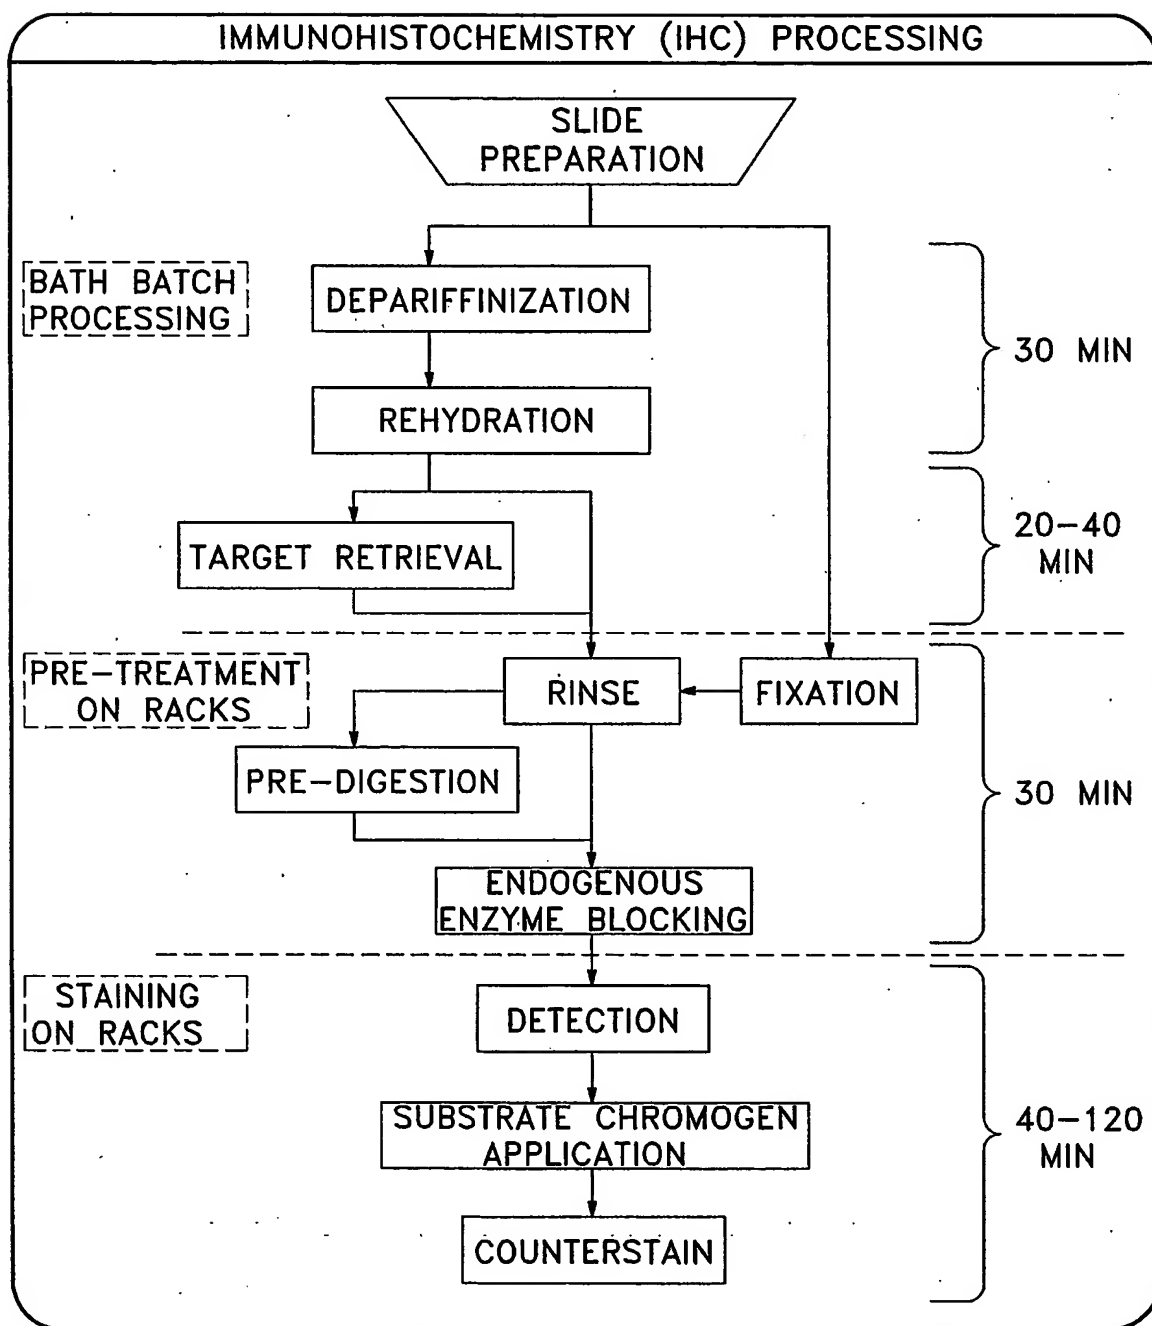 IMMUNOHISTOCHEMISTRY (IHC) PROCESSING
SLIDE
PREPARATION
BATH BATCH
PROCESSING
DEPARIFFINIZATION
30 MIN
REHYDRATION
TARGET RETRIEVAL
20-40
MIN
PRE-TREATMENT
ON RACKS
RINSE
FIXATION
PRE-DIGESTION
30 MIN
ENDOGENOUS
ENZYME BLOCKING
STAINING
ON RACKS
DETECTION
SUBSTRATE CHROMOGEN
APPLICATION
40-120
MIN
COUNTERSTAIN